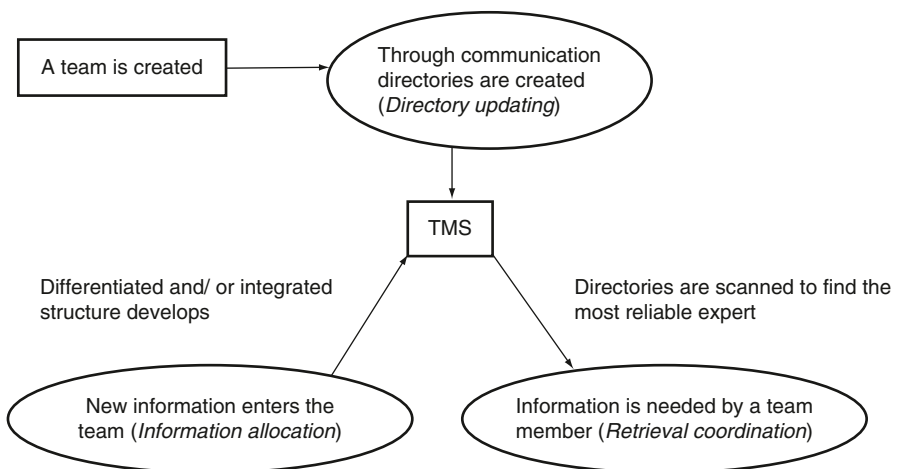 A team is created
Through communication
directories are created
(Directory updating)
TMS
Differentiated and/ or integrated
structure develops
Directories are scanned to find the
most reliable expert
New information enters the
team (Information allocation)
Information is needed by a team
member (Retrieval coordination)